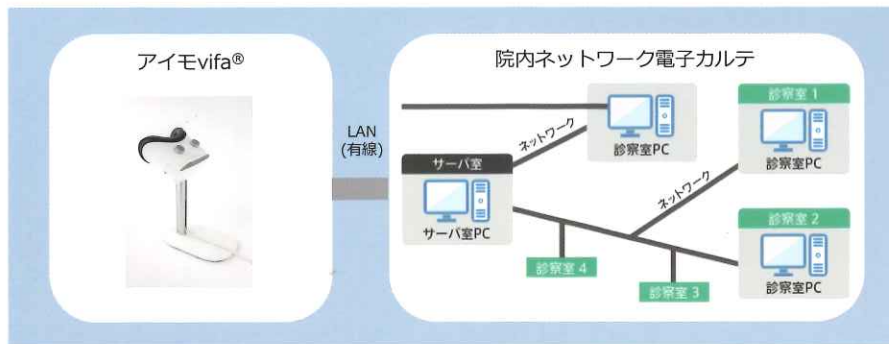 アイモvifa®
LAN
(有線)
院内ネットワーク電子カルテ
ネットワーク
診察室PC
診察室 1
診察室PC
サーバ室
サーバ室PC
ネットワーク
診察室 2
診察室PC
診察室 4
診察室 3